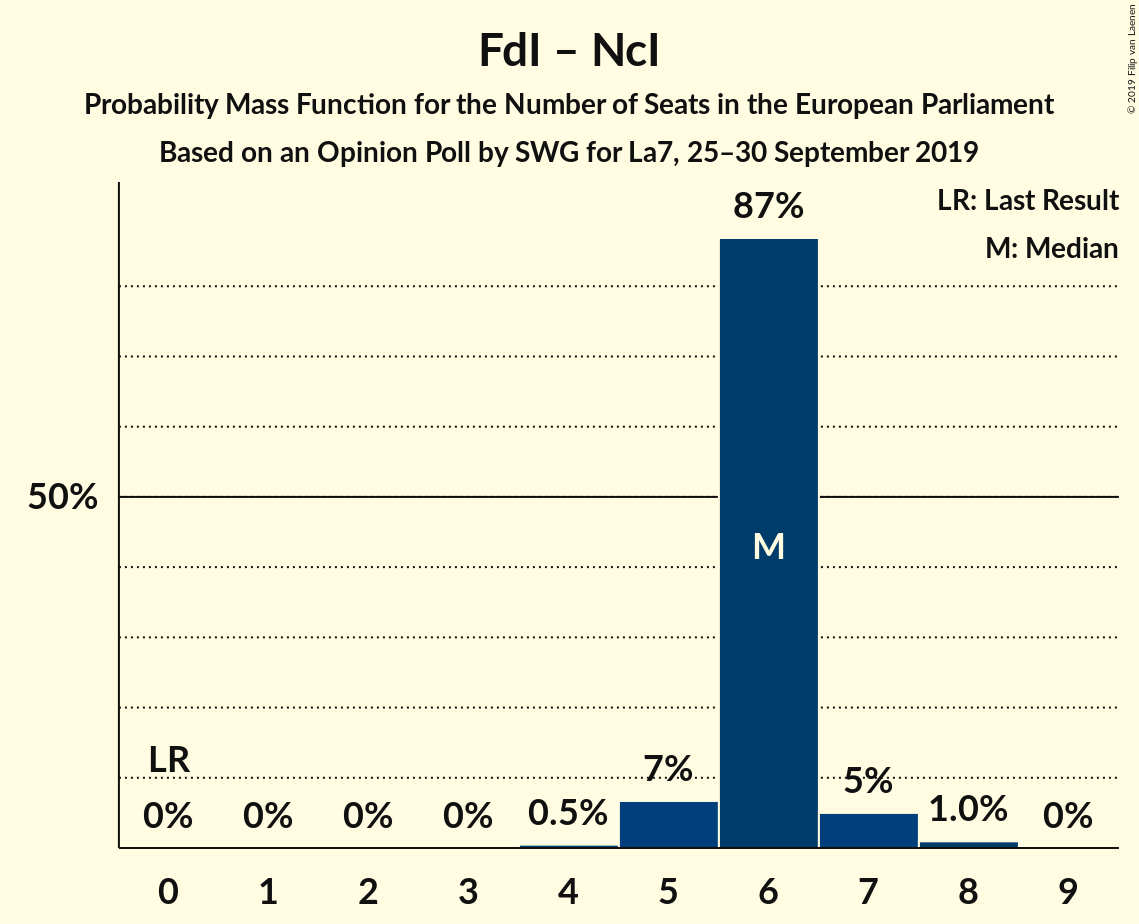 FdI – NcI
Probability Mass Function for the Number of Seats in the European Parliament
Based on an Opinion Poll by SWG for La7, 25–30 September 2019
© 2019 Filip van Laenen
LR: Last Result
M: Median
87%
50%
M
LR
0%
0%
0%
0%
0.5%
7%
5%
1.0%
0%
0 1 2 3 4 5 6 7 8 9